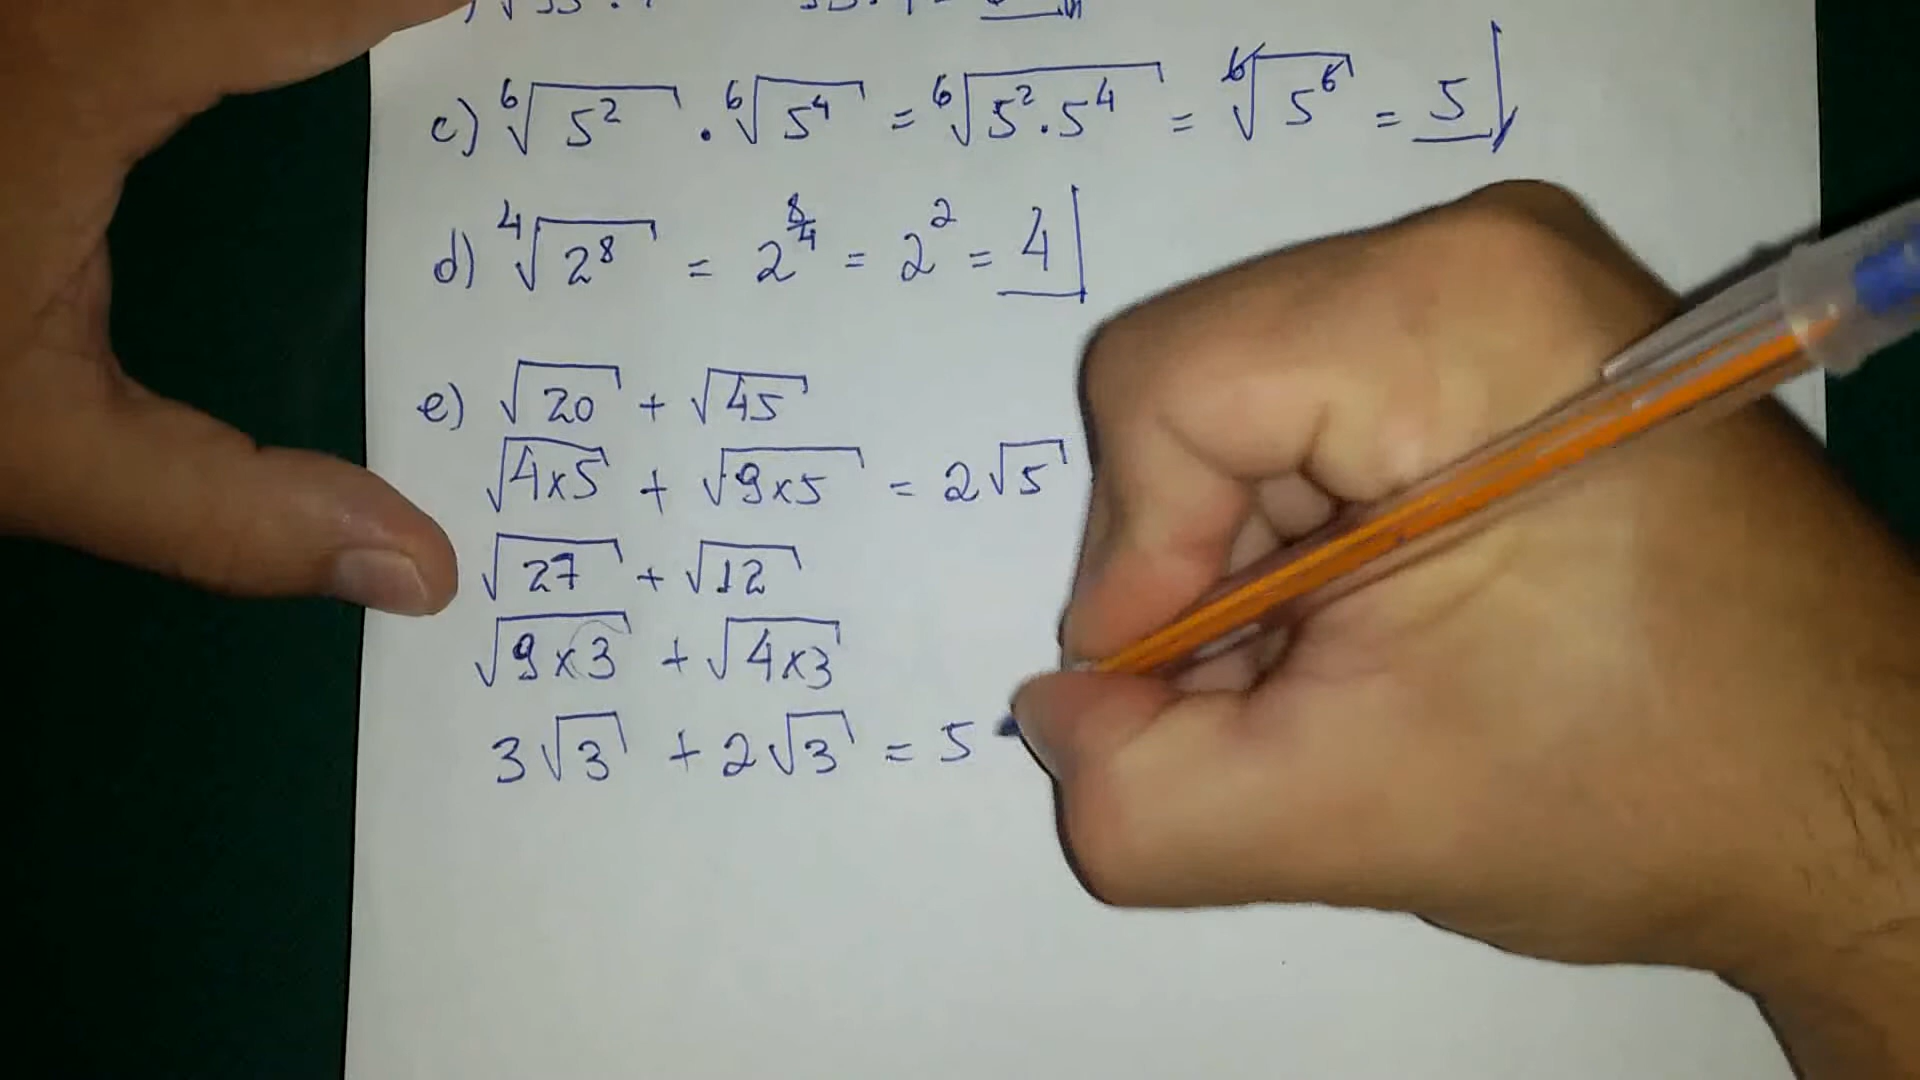 c) ⁶√5² . ⁶√5⁴ = ⁶√5².5⁴ = ⁶√5⁶ = 5
d) ⁴√2⁸ = 2^(8/4) = 2² = 4
e) √20 + √45
√4x5 + √9x5 = 2√5
√27 + √12
√9x3 + √4x3
3√3 + 2√3 = 5